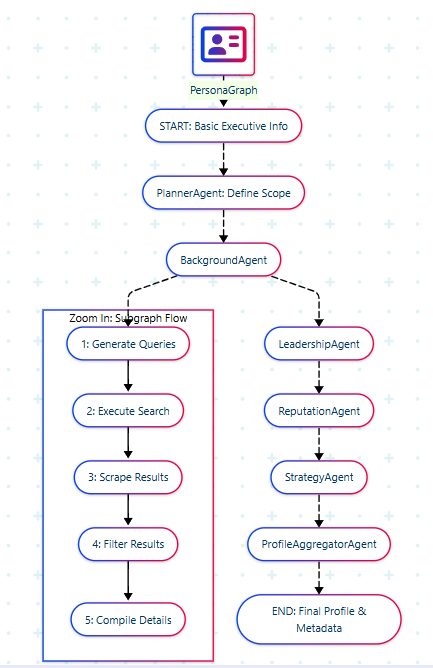 PersonaGraph
START: Basic Executive Info
PlannerAgent: Define Scope
BackgroundAgent
Zoom In: Subgraph Flow
1: Generate Queries
2: Execute Search
3: Scrape Results
4: Filter Results
5: Compile Details
LeadershipAgent
ReputationAgent
StrategyAgent
ProfileAggregatorAgent
END: Final Profile &
Metadata